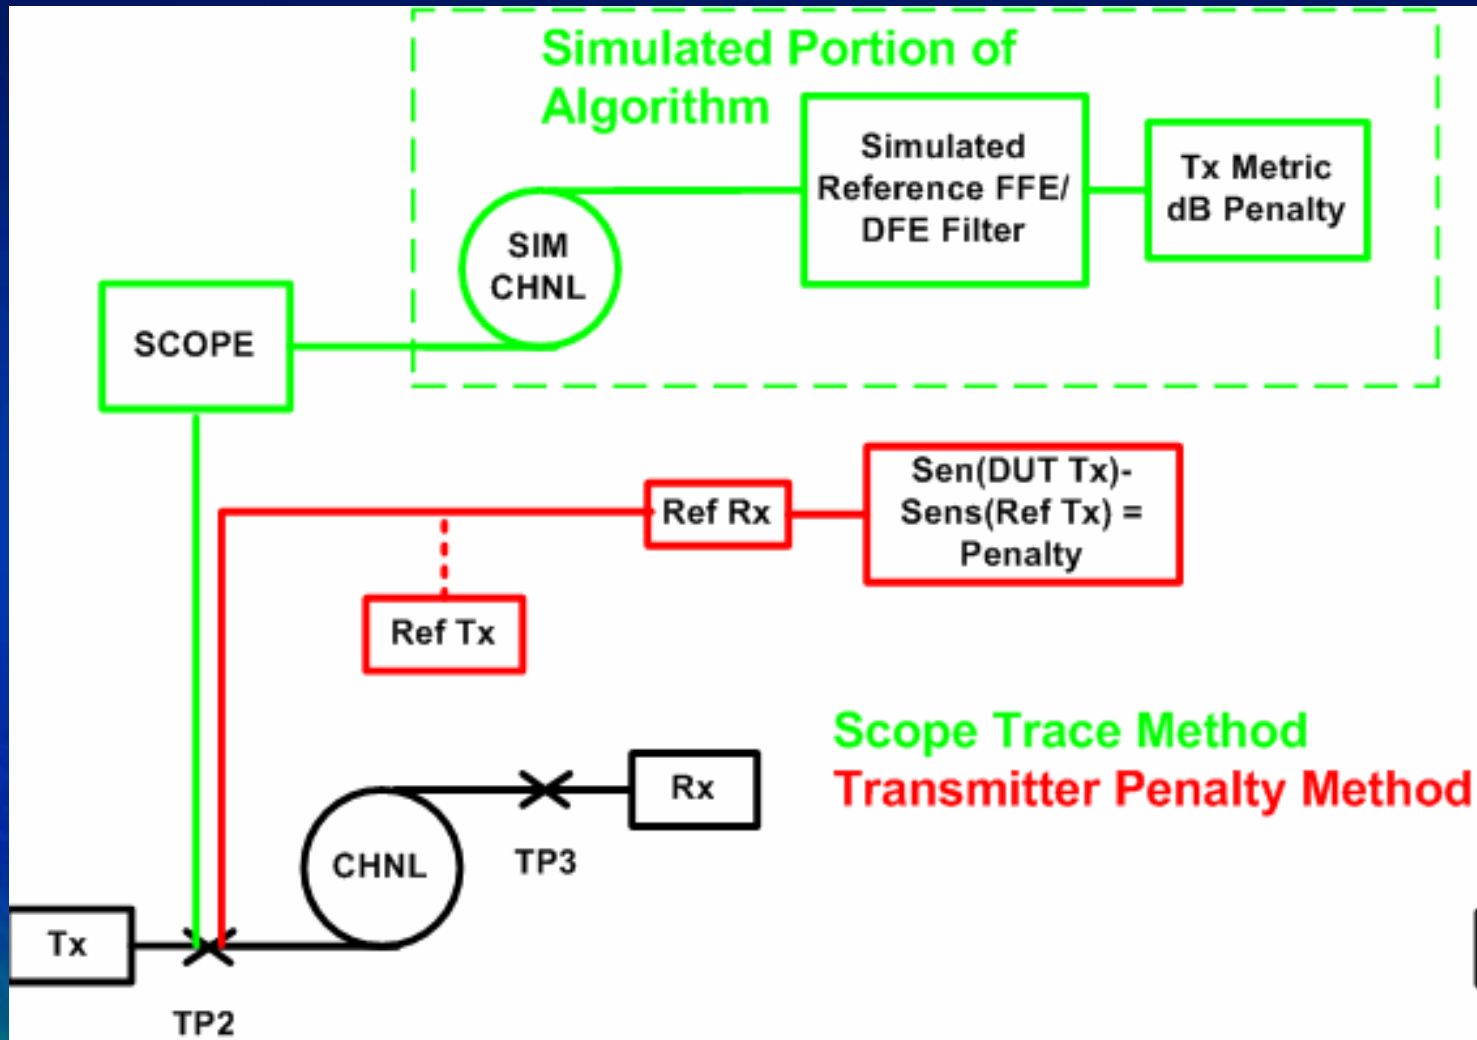 Simulated Portion of
Algorithm
Simulated
Reference FFE/
DFE Filter
Tx Metric
dB Penalty
SIM
CHNL
SCOPE
Sen(DUT Tx)-
Sens(Ref Tx) =
Penalty
Ref Rx
Ref Tx
Scope Trace Method
Transmitter Penalty Method
Rx
TP3
CHNL
Tx
TP2